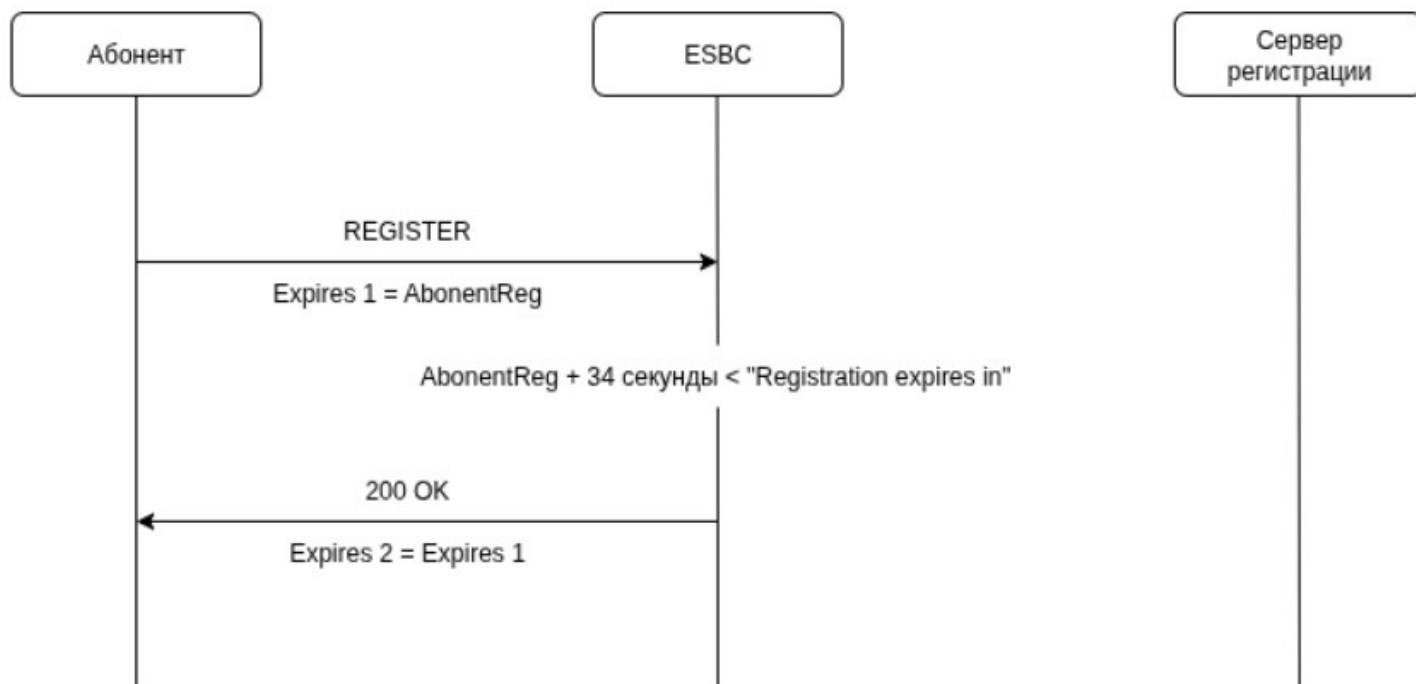 Абонент
ESBC
Сервер
регистрации
REGISTER
Expires 1 = AbonentReg
AbonentReg + 34 секунды < "Registration expires in"
200 OK
Expires 2 = Expires 1